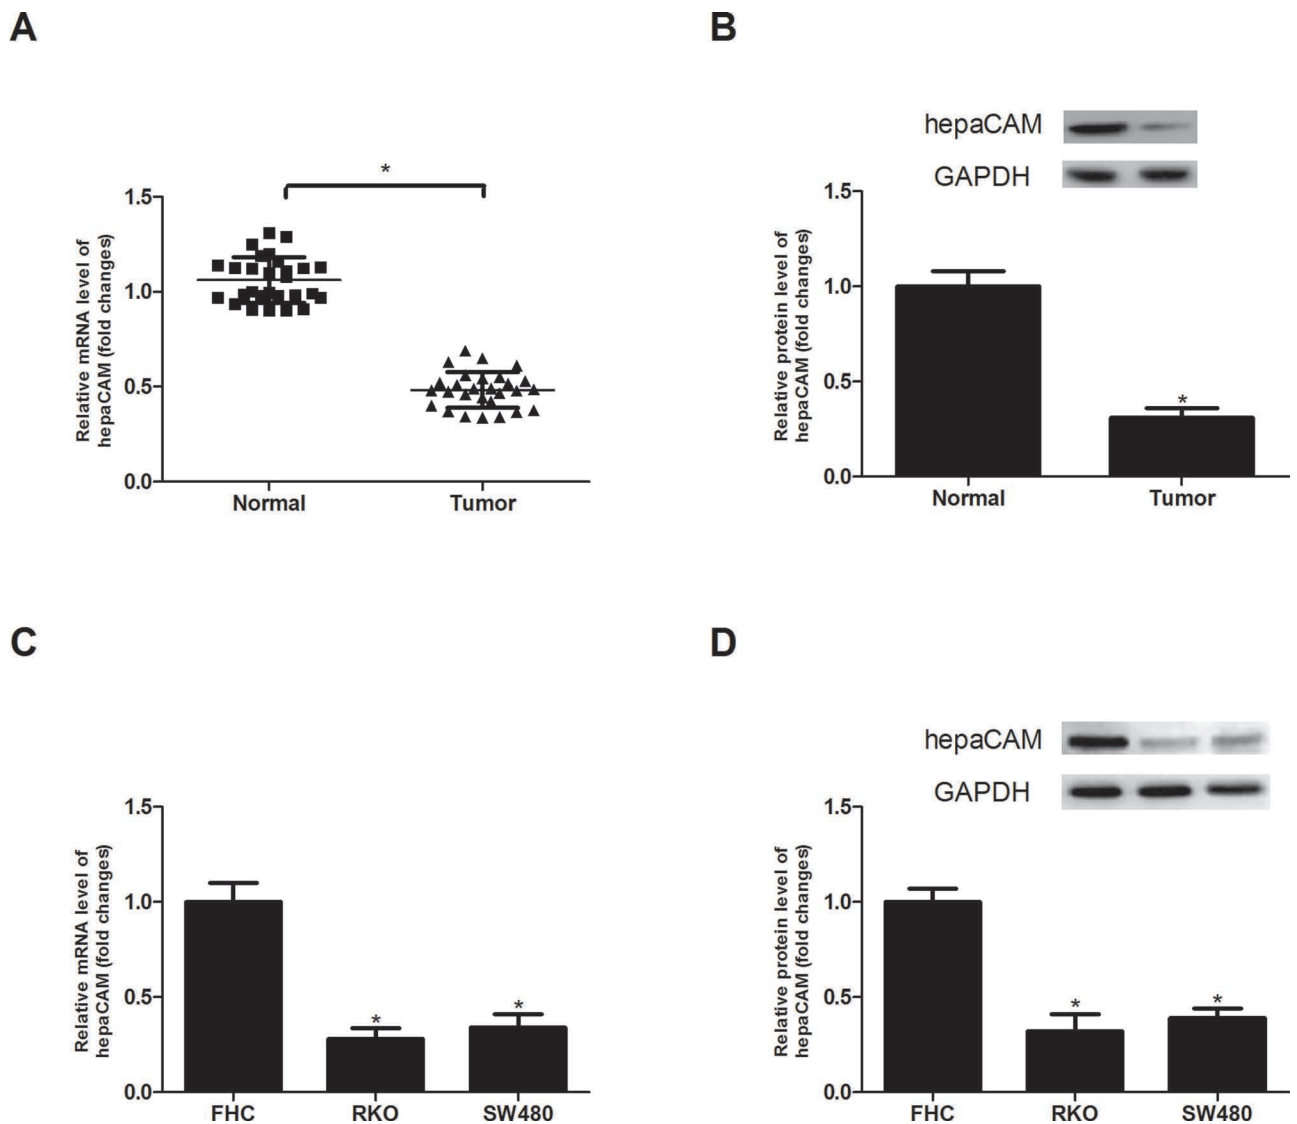 A
Relative mRNA level of
hepaCAM (fold changes)
1.5
1.0
0.5
0.0
*
Normal
Tumor
B
hepaCAM
GAPDH
Relative protein level of
hepaCAM (fold changes)
1.5
1.0
0.5
0.0
*
Normal
Tumor
C
Relative mRNA level of
hepaCAM (fold changes)
1.5
1.0
0.5
0.0
*
*
FHC
RKO
SW480
D
hepaCAM
GAPDH
Relative protein level of
hepaCAM (fold changes)
1.5
1.0
0.5
0.0
*
*
FHC
RKO
SW480